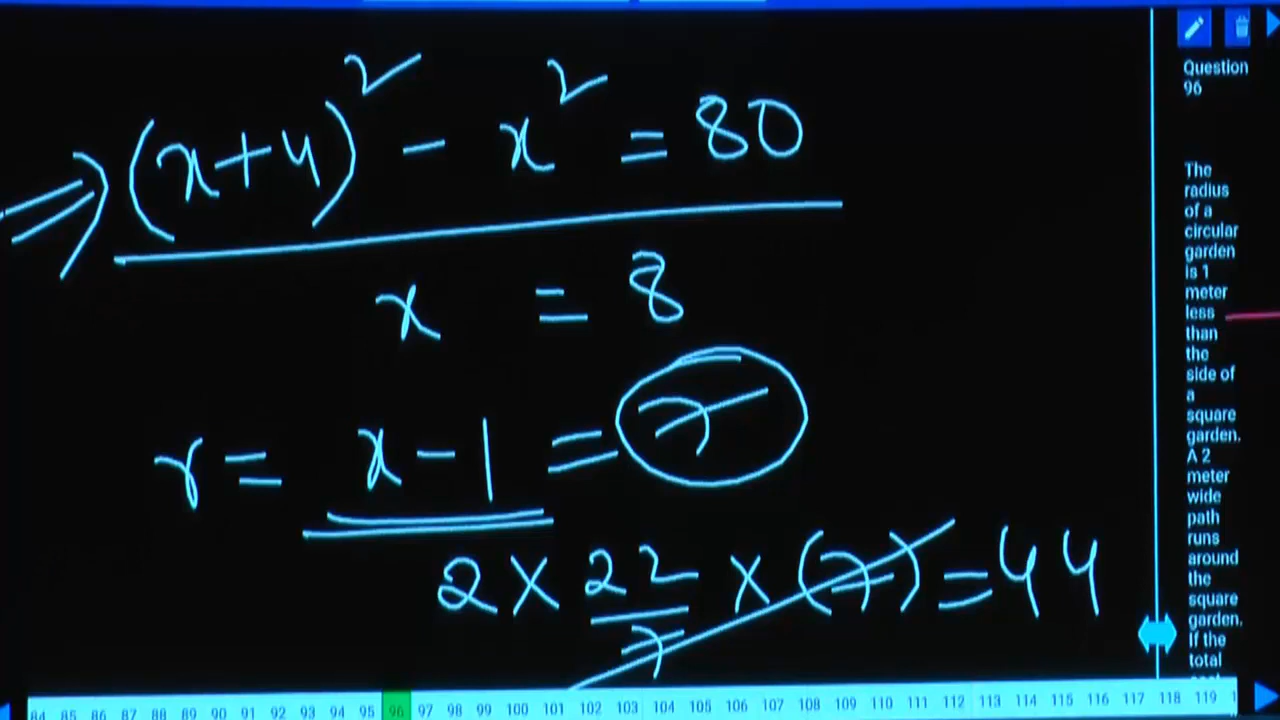 ⇒ (x+4)² - x² = 80
x = 8
r = x-1 = 7
2 × 22/7 × (7) = 44
Question
96
The
radius
of a
circular
garden
is 1
meter
less
than
the
side of
a
square
garden.
A 2
meter
wide
path
runs
around
the
square
garden.
If the
total
84 85 86 87 88 89 90 91 92 93 94 95 96 97 98 99 100 101 102 103 104 105 106 107 108 109 110 111 112 113 114 115 116 117 118 119